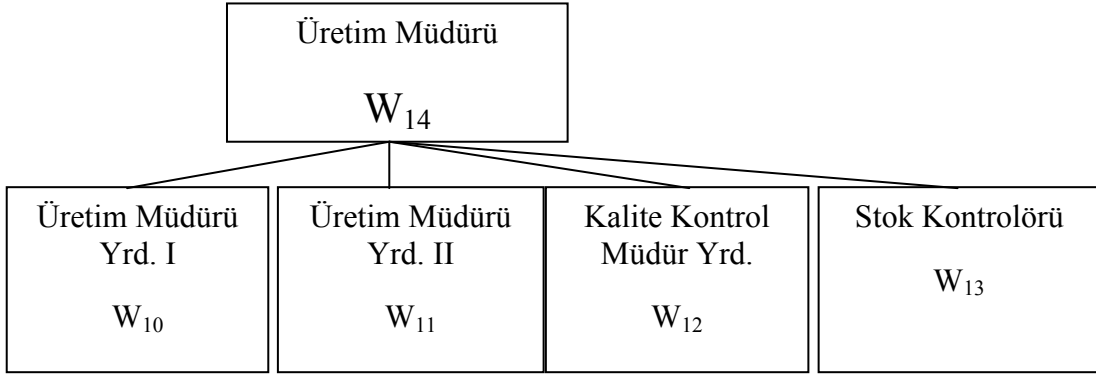 Üretim Müdürü
W₁₄
Üretim Müdürü
Yrd. I
W₁₀
Üretim Müdürü
Yrd. II
W₁₁
Kalite Kontrol
Müdür Yrd.
W₁₂
Stok Kontrolörü
W₁₃